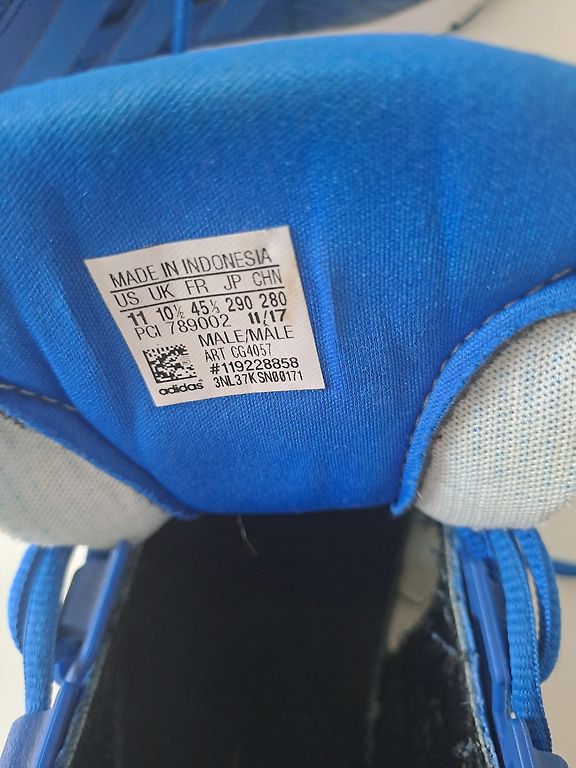 MADE IN INDONESIA
US UK FR JP CHN
11 10½ 45⅓ 290 280
PCI 789002 11/17
MALE/MALE
ART CG4057
#119228858
adidas® 3NL37KSN00171